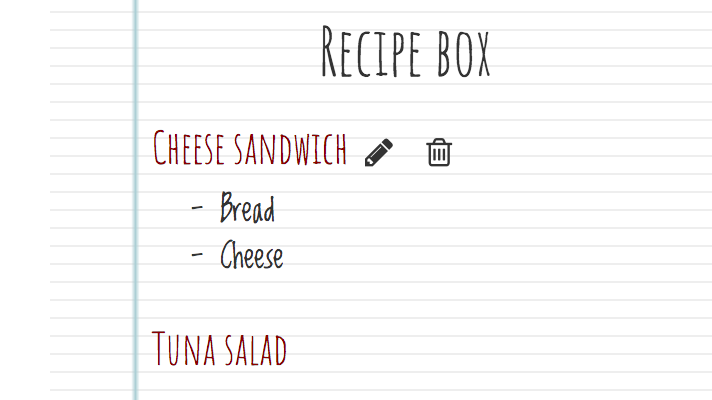 Recipe box
Cheese sandwich
- Bread
- Cheese
Tuna salad